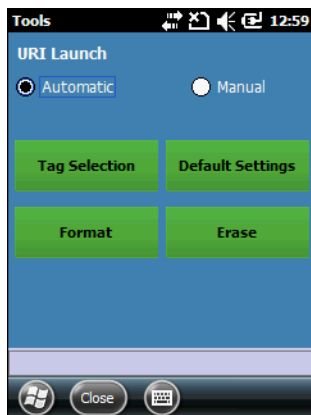 Tools 12:59
URI Launch
Automatic Manual
Tag Selection Default Settings
Format Erase
Close